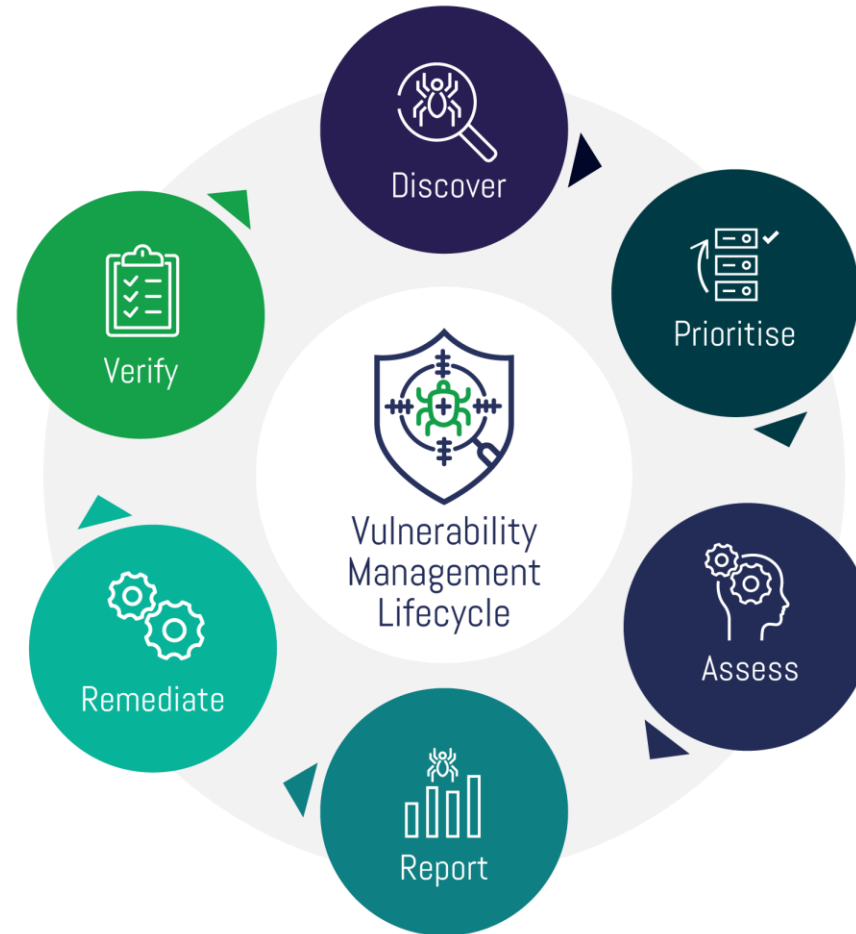 Discover
Prioritise
Assess
Report
Remediate
Verify
Vulnerability
Management
Lifecycle